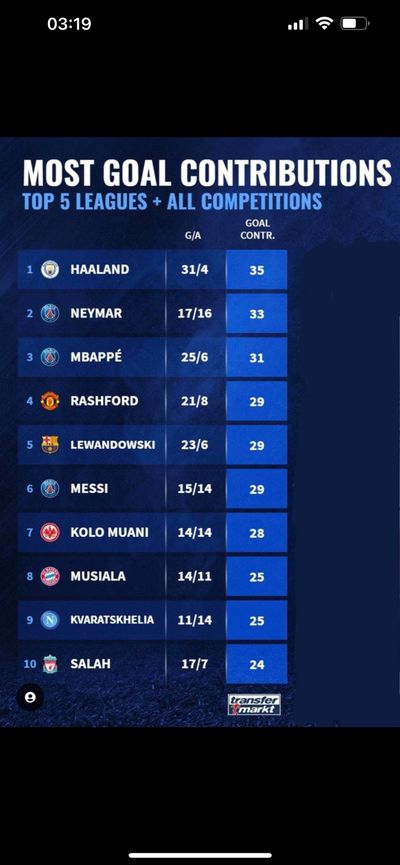 03:19
MOST GOAL CONTRIBUTIONS
TOP 5 LEAGUES + ALL COMPETITIONS
G/A GOAL CONTR.
1 HAALAND 31/4 35
2 NEYMAR 17/16 33
3 MBAPPÉ 25/6 31
4 RASHFORD 21/8 29
5 LEWANDOWSKI 23/6 29
6 MESSI 15/14 29
7 KOLO MUANI 14/14 28
8 MUSIALA 14/11 25
9 KVARATSKHELIA 11/14 25
10 SALAH 17/7 24
transfer
markt